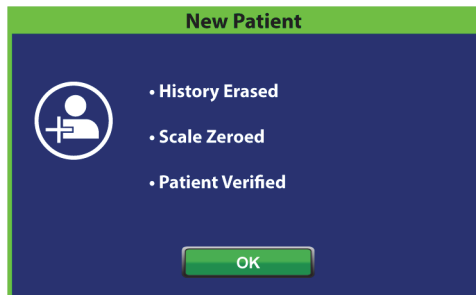 New Patient
• History Erased
• Scale Zeroed
• Patient Verified
OK